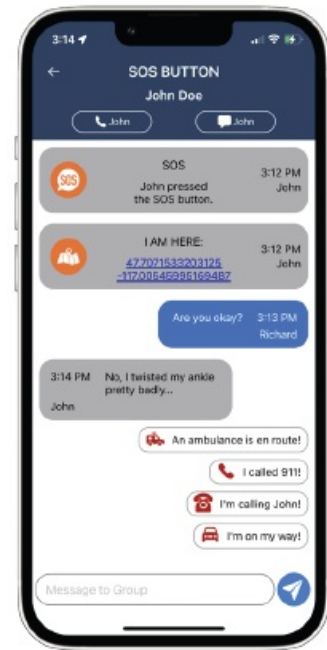 3:14
SOS BUTTON
John Doe
John
John
SOS
SOS
3:12 PM
John pressed
John
the SOS button.
I AM HERE:
3:12 PM
47.7071533203125
John
-117.005459995169487
Are you okay? 3:13 PM
Richard
3:14 PM No, I twisted my ankle
pretty badly...
John
An ambulance is en route!
I called 911!
I'm calling John!
I'm on my way!
Message to Group